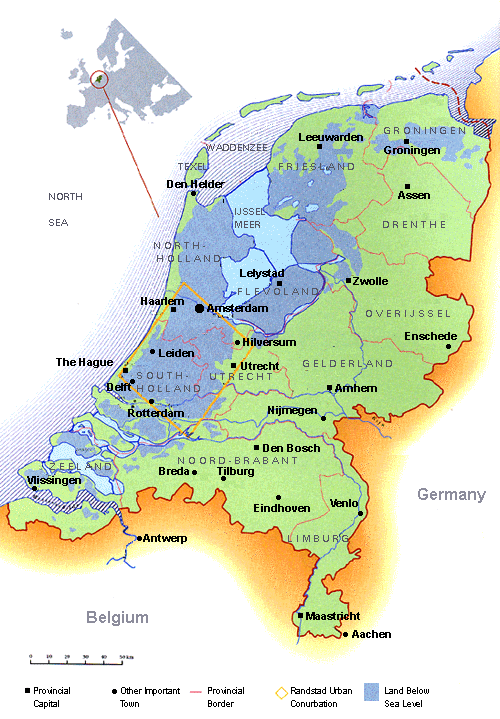 WADDENZEE
Leeuwarden
GRONINGEN
Groningen
TEXEL
FRIESLAND
Den Helder
Assen
NORTH
SEA
IJSSEL
MEER
DRENTHE
NORTH-
HOLLAND
Lelystad
FLEVOLAND
Zwolle
Haarlem
Amsterdam
OVERIJSSEL
Enschede
Hilversum
Leiden
The Hague
Utrecht
GELDERLAND
SOUTH-
HOLLAND
UTRECHT
Delft
Arnhem
Rotterdam
Nijmegen
Den Bosch
ZEELAND
NOORD-BRABANT
Breda
Tilburg
Vlissingen
Germany
Eindhoven
Venlo
Antwerp
LIMBURG
Belgium
Maastricht
Aachen
0 10 20 30 40 50 km
Provincial
Capital
Other Important
Town
Provincial
Border
Randstad Urban
Conurbation
Land Below
Sea Level